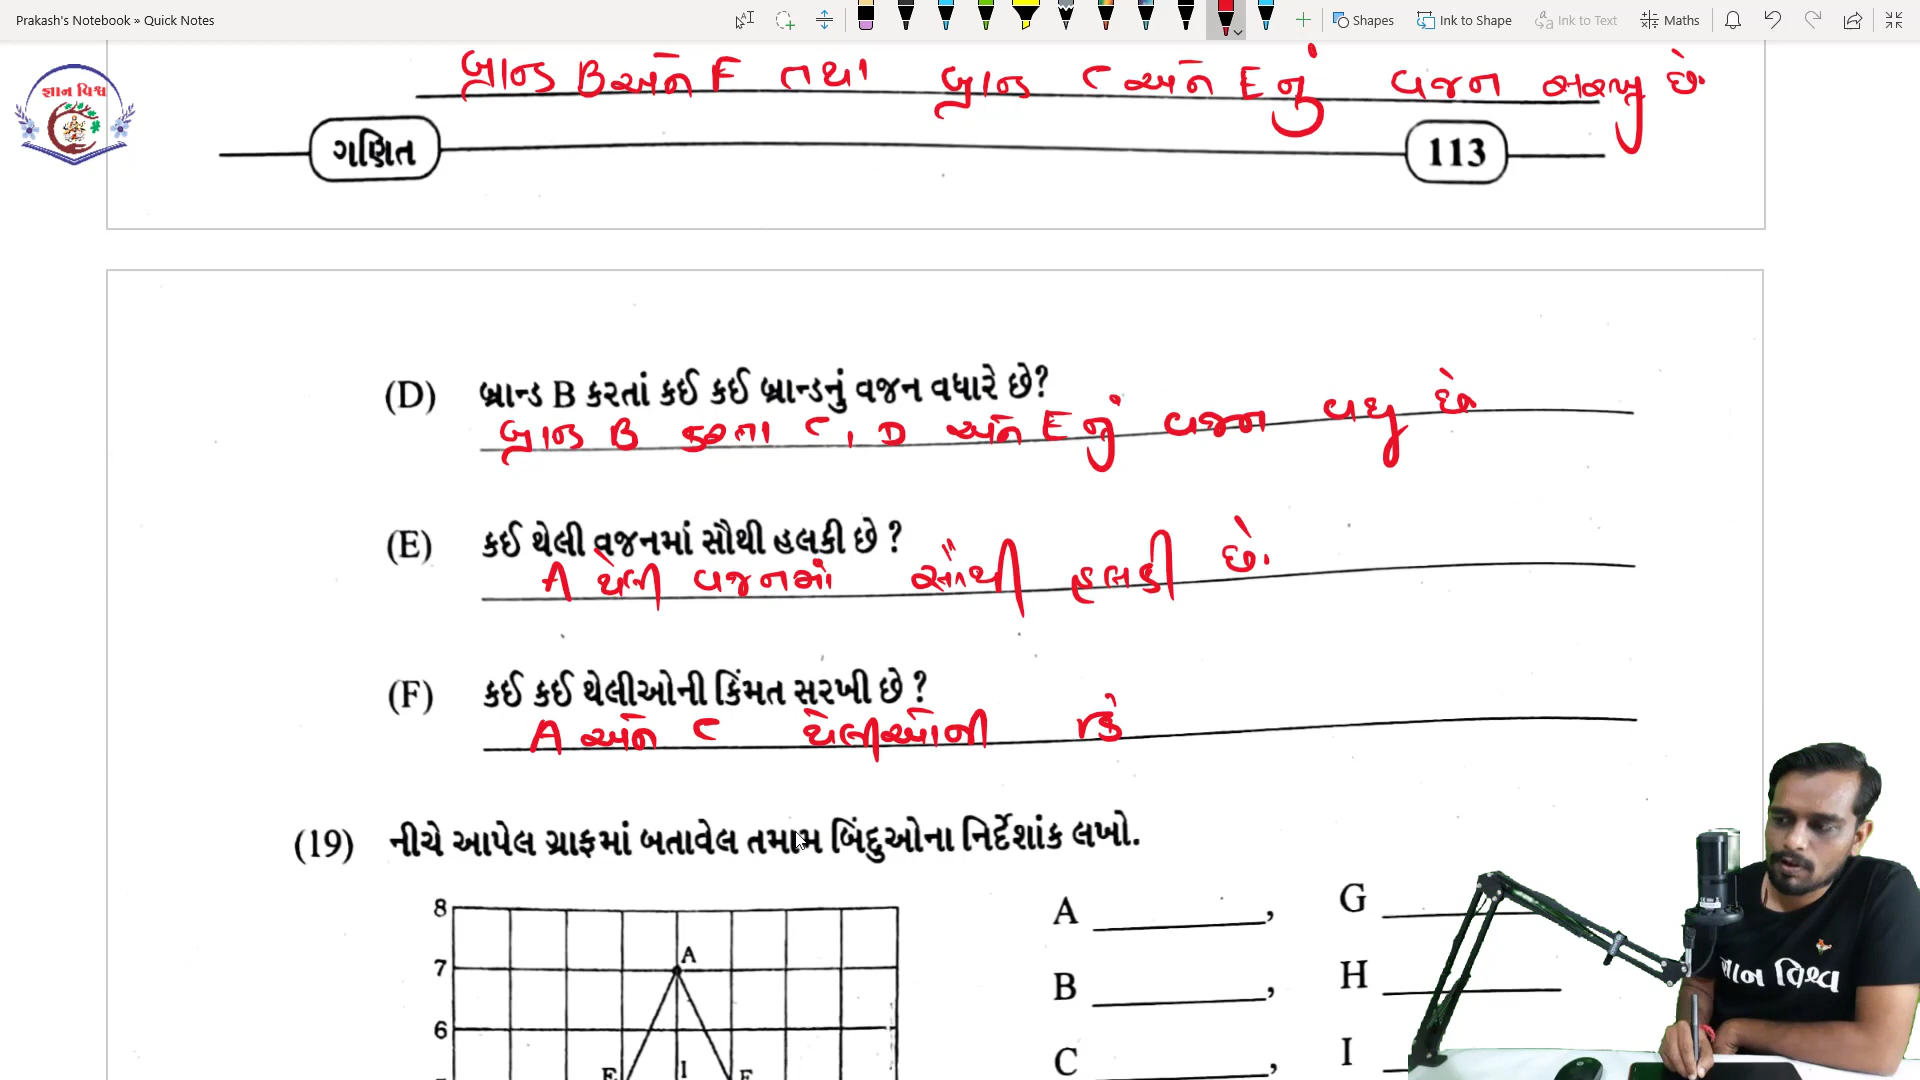 Prakash's Notebook » Quick Notes
Shapes Ink to Shape Ink to Text Maths
જ્ઞાન વિશ્વ
બ્રાન્ડ B અને F તથા બ્રાન્ડ C અને E નું વજન સરખુ છે.
ગણિત 113
(D) બ્રાન્ડ B કરતાં કઈ કઈ બ્રાન્ડનું વજન વધારે છે?
બ્રાન્ડ B કરતા C, D અને E નું વજન વધુ છે.
(E) કઈ થેલી વજનમાં સૌથી હલકી છે ?
A થેલી વજનમાં સૌથી હલકી છે.
(F) કઈ કઈ થેલીઓની કિંમત સરખી છે ?
A અને C થેલીઓની
(19) નીચે આપેલ ગ્રાફમાં બતાવેલ તમામ બિંદુઓના નિર્દેશાંક લખો.
8
7 A
6
E I F
A ,
B ,
C ,
G
H
I
જ્ઞાન વિશ્વ